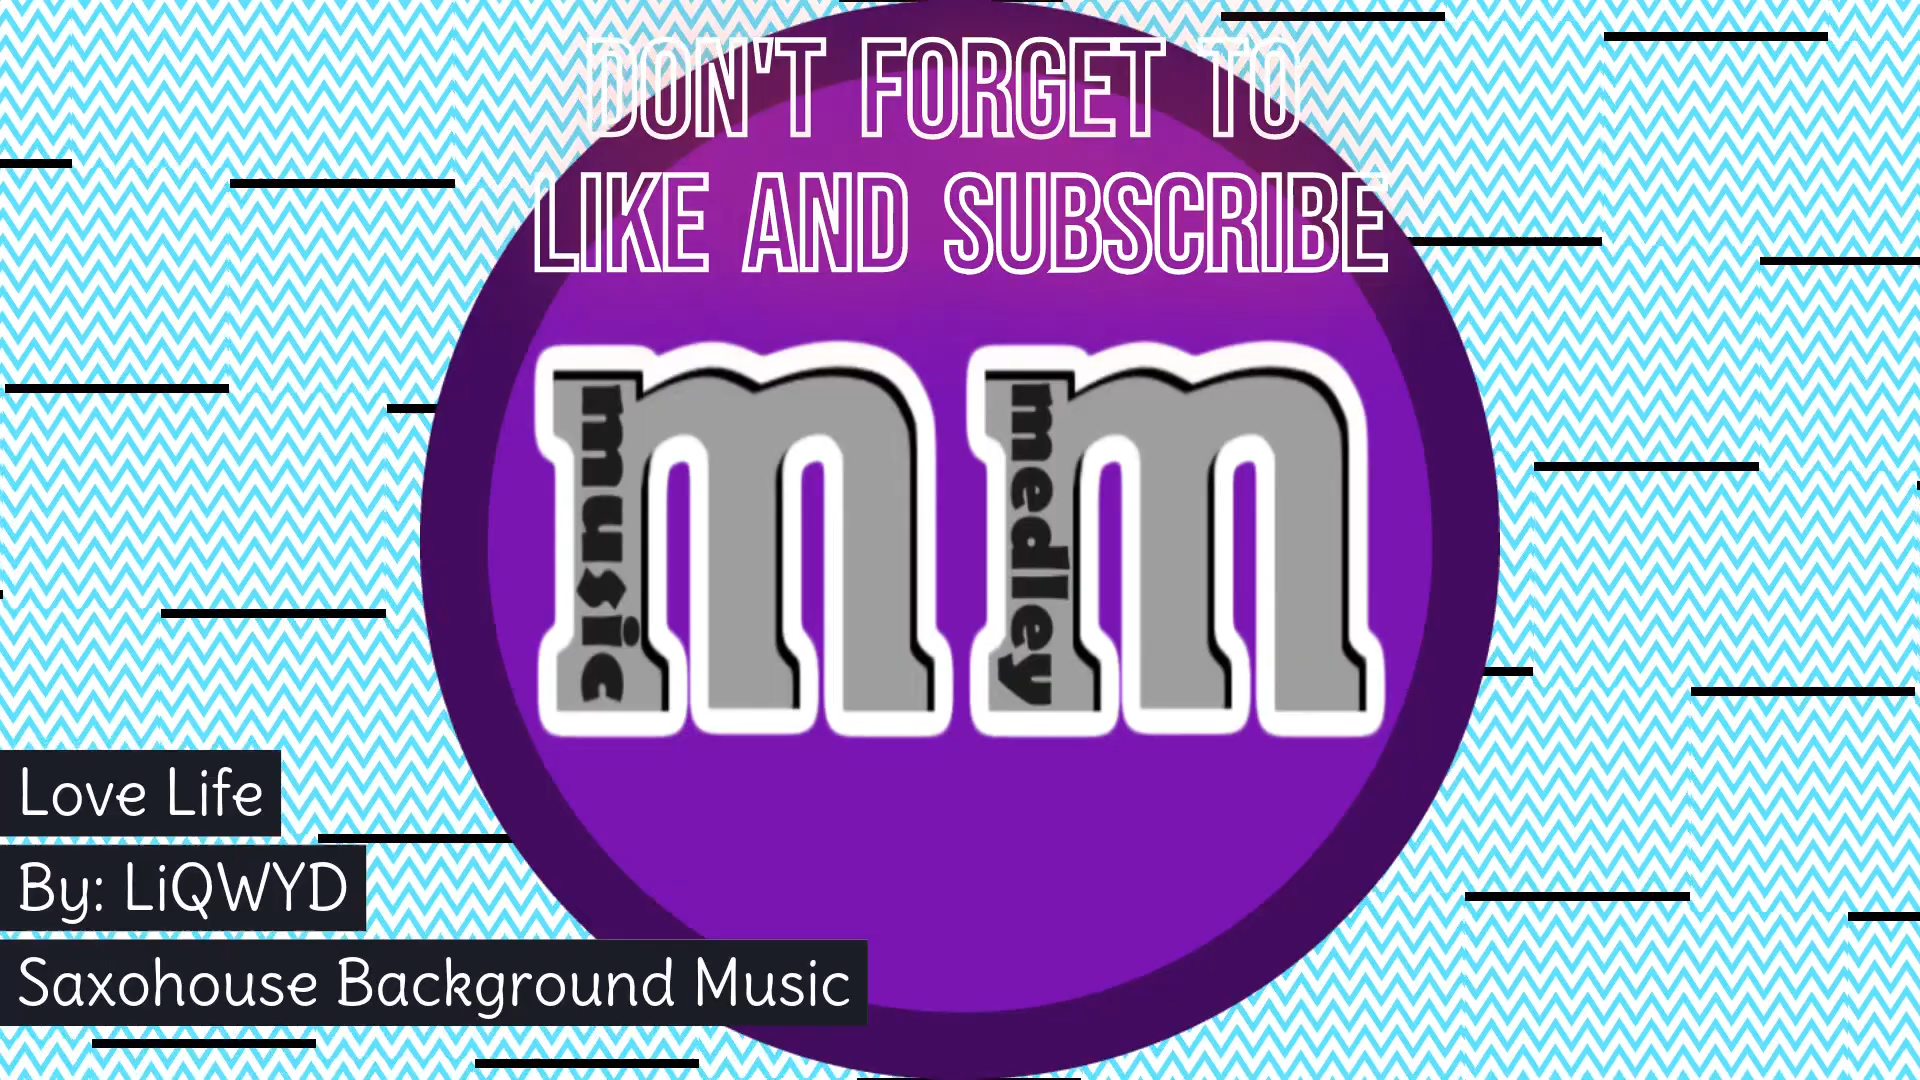 DON'T FORGET TO
LIKE AND SUBSCRIBE
m m
music
medley
Love Life
By: LiQWYD
Saxohouse Background Music